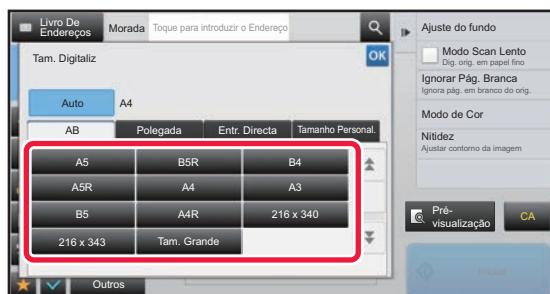 Livro De
Endereços
Morada
Toque para introduzir o Endereço
Tam. Digitaliz
OK
Auto
A4
AB
Polegada
Entr. Directa
Tamanho Personal.
A5
B5R
B4
A5R
A4
A3
B5
A4R
216 x 340
216 x 343
Tam. Grande
Outros
Ajuste do fundo
Modo Scan Lento
Dig. orig. em papel fino
Ignorar Pág. Branca
Ignora pág. em branco do orig.
Modo de Cor
Nitidez
Ajustar contorno da imagem
Pré-
visualização
CA
Iniciar